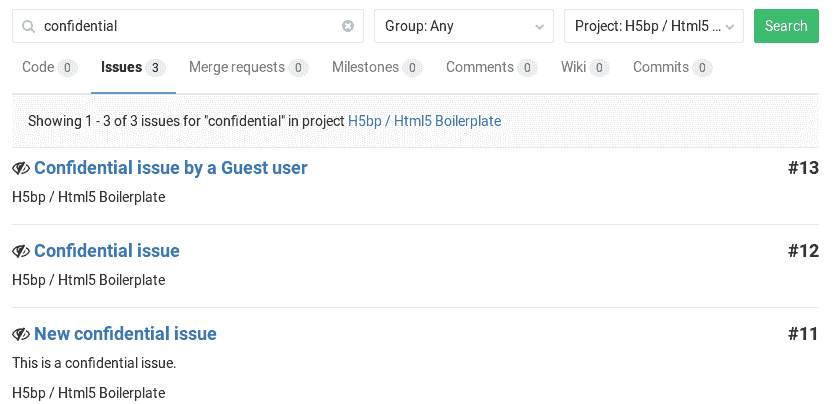 confidential Group: Any Project: H5bp / Html5 ... Search
Code 0 Issues 3 Merge requests 0 Milestones 0 Comments 0 Wiki 0 Commits 0
Showing 1 - 3 of 3 issues for "confidential" in project H5bp / Html5 Boilerplate
Confidential issue by a Guest user #13
H5bp / Html5 Boilerplate
Confidential issue #12
H5bp / Html5 Boilerplate
New confidential issue #11
This is a confidential issue.
H5bp / Html5 Boilerplate